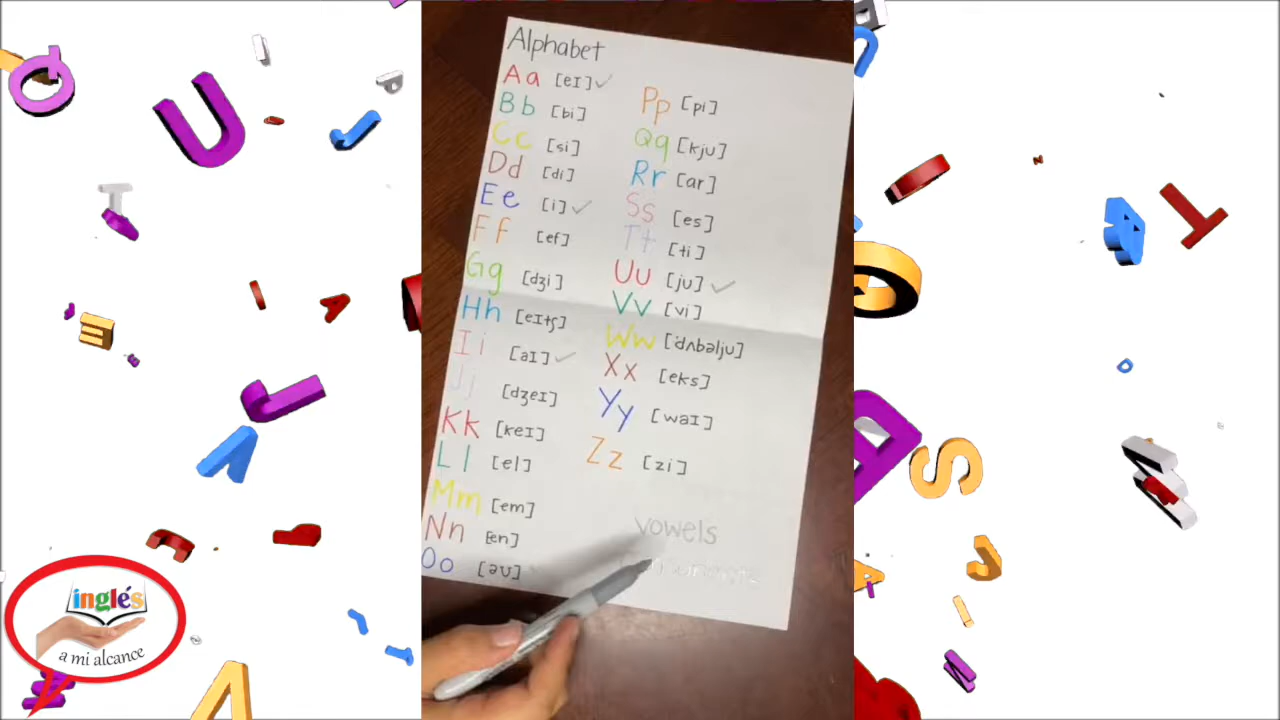 Alphabet
Aa [eɪ] ✓
Bb [bi]
Cc [si]
Dd [di]
Ee [i] ✓
Ff [ef]
Gg [dʒi]
Hh [eɪtʃ]
Ii [aɪ] ✓
Jj [dʒeɪ]
Kk [keɪ]
Ll [el]
Mm [em]
Nn [en]
Oo [əʊ]
Pp [pi]
Qq [kju]
Rr [ar]
Ss [es]
Tt [ti]
Uu [ju] ✓
Vv [vi]
Ww ['dʌbəlju]
Xx [eks]
Yy [waɪ]
Zz [zi]
vowels
inglés
a mi alcance